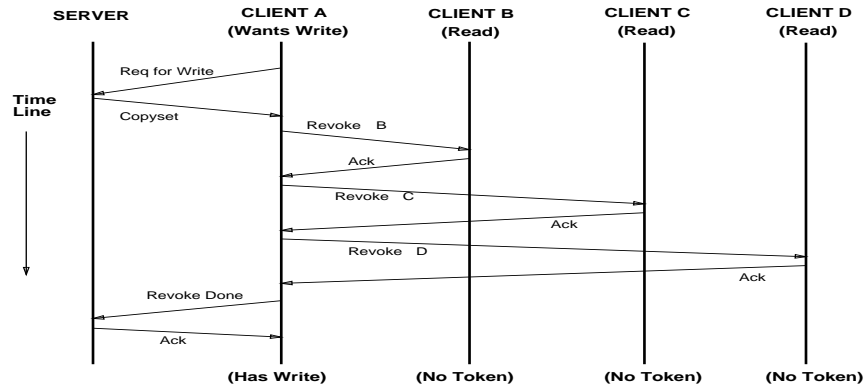 SERVER
CLIENT A
(Wants Write)
CLIENT B
(Read)
CLIENT C
(Read)
CLIENT D
(Read)
Req for Write
Time
Line
Copyset
Revoke B
Ack
Revoke C
Ack
Revoke D
Ack
Revoke Done
Ack
(Has Write)
(No Token)
(No Token)
(No Token)